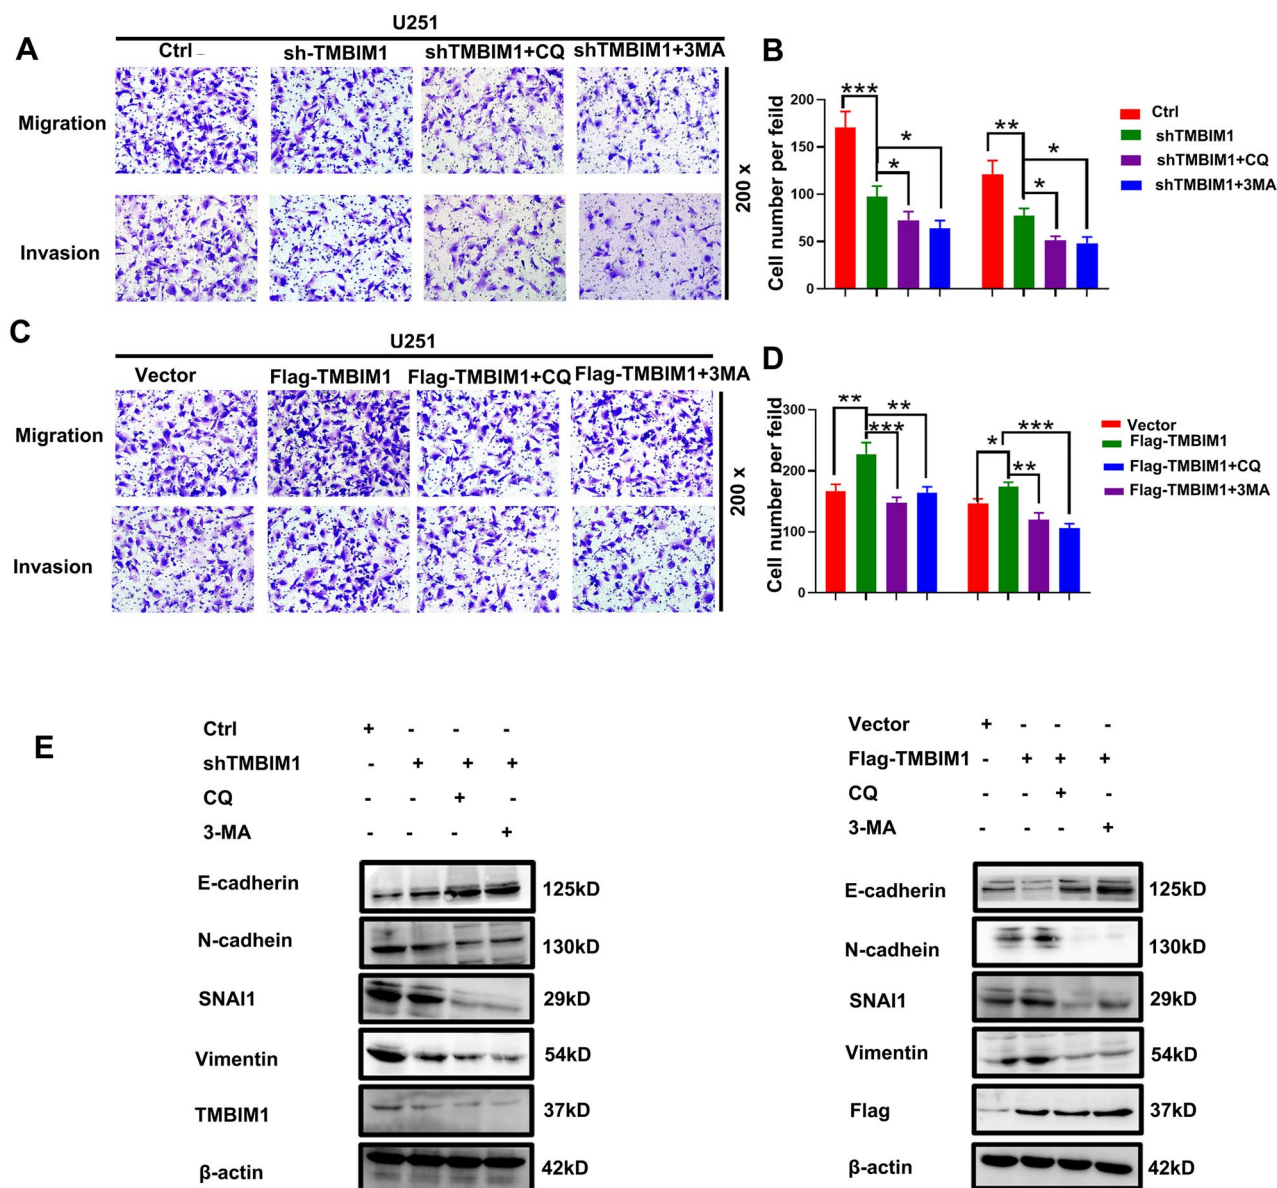 A
U251
Ctrl
sh-TMBIM1
shTMBIM1+CQ
shTMBIM1+3MA
Migration
Invasion
200 x
B
Cell number per feild
200
150
100
50
0
***
*
*
**
*
*
Ctrl
shTMBIM1
shTMBIM1+CQ
shTMBIM1+3MA
C
U251
Vector
Flag-TMBIM1
Flag-TMBIM1+CQ
Flag-TMBIM1+3MA
Migration
Invasion
200 x
D
Cell number per feild
300
200
100
0
**
**
***
*
***
**
Vector
Flag-TMBIM1
Flag-TMBIM1+CQ
Flag-TMBIM1+3MA
E
Ctrl + - - -
shTMBIM1 - + + +
CQ - - + -
3-MA - - - +
E-cadherin 125kD
N-cadhein 130kD
SNAI1 29kD
Vimentin 54kD
TMBIM1 37kD
β-actin 42kD
Vector + - - -
Flag-TMBIM1 - + + +
CQ - - + -
3-MA - - - +
E-cadherin 125kD
N-cadhein 130kD
SNAI1 29kD
Vimentin 54kD
Flag 37kD
β-actin 42kD